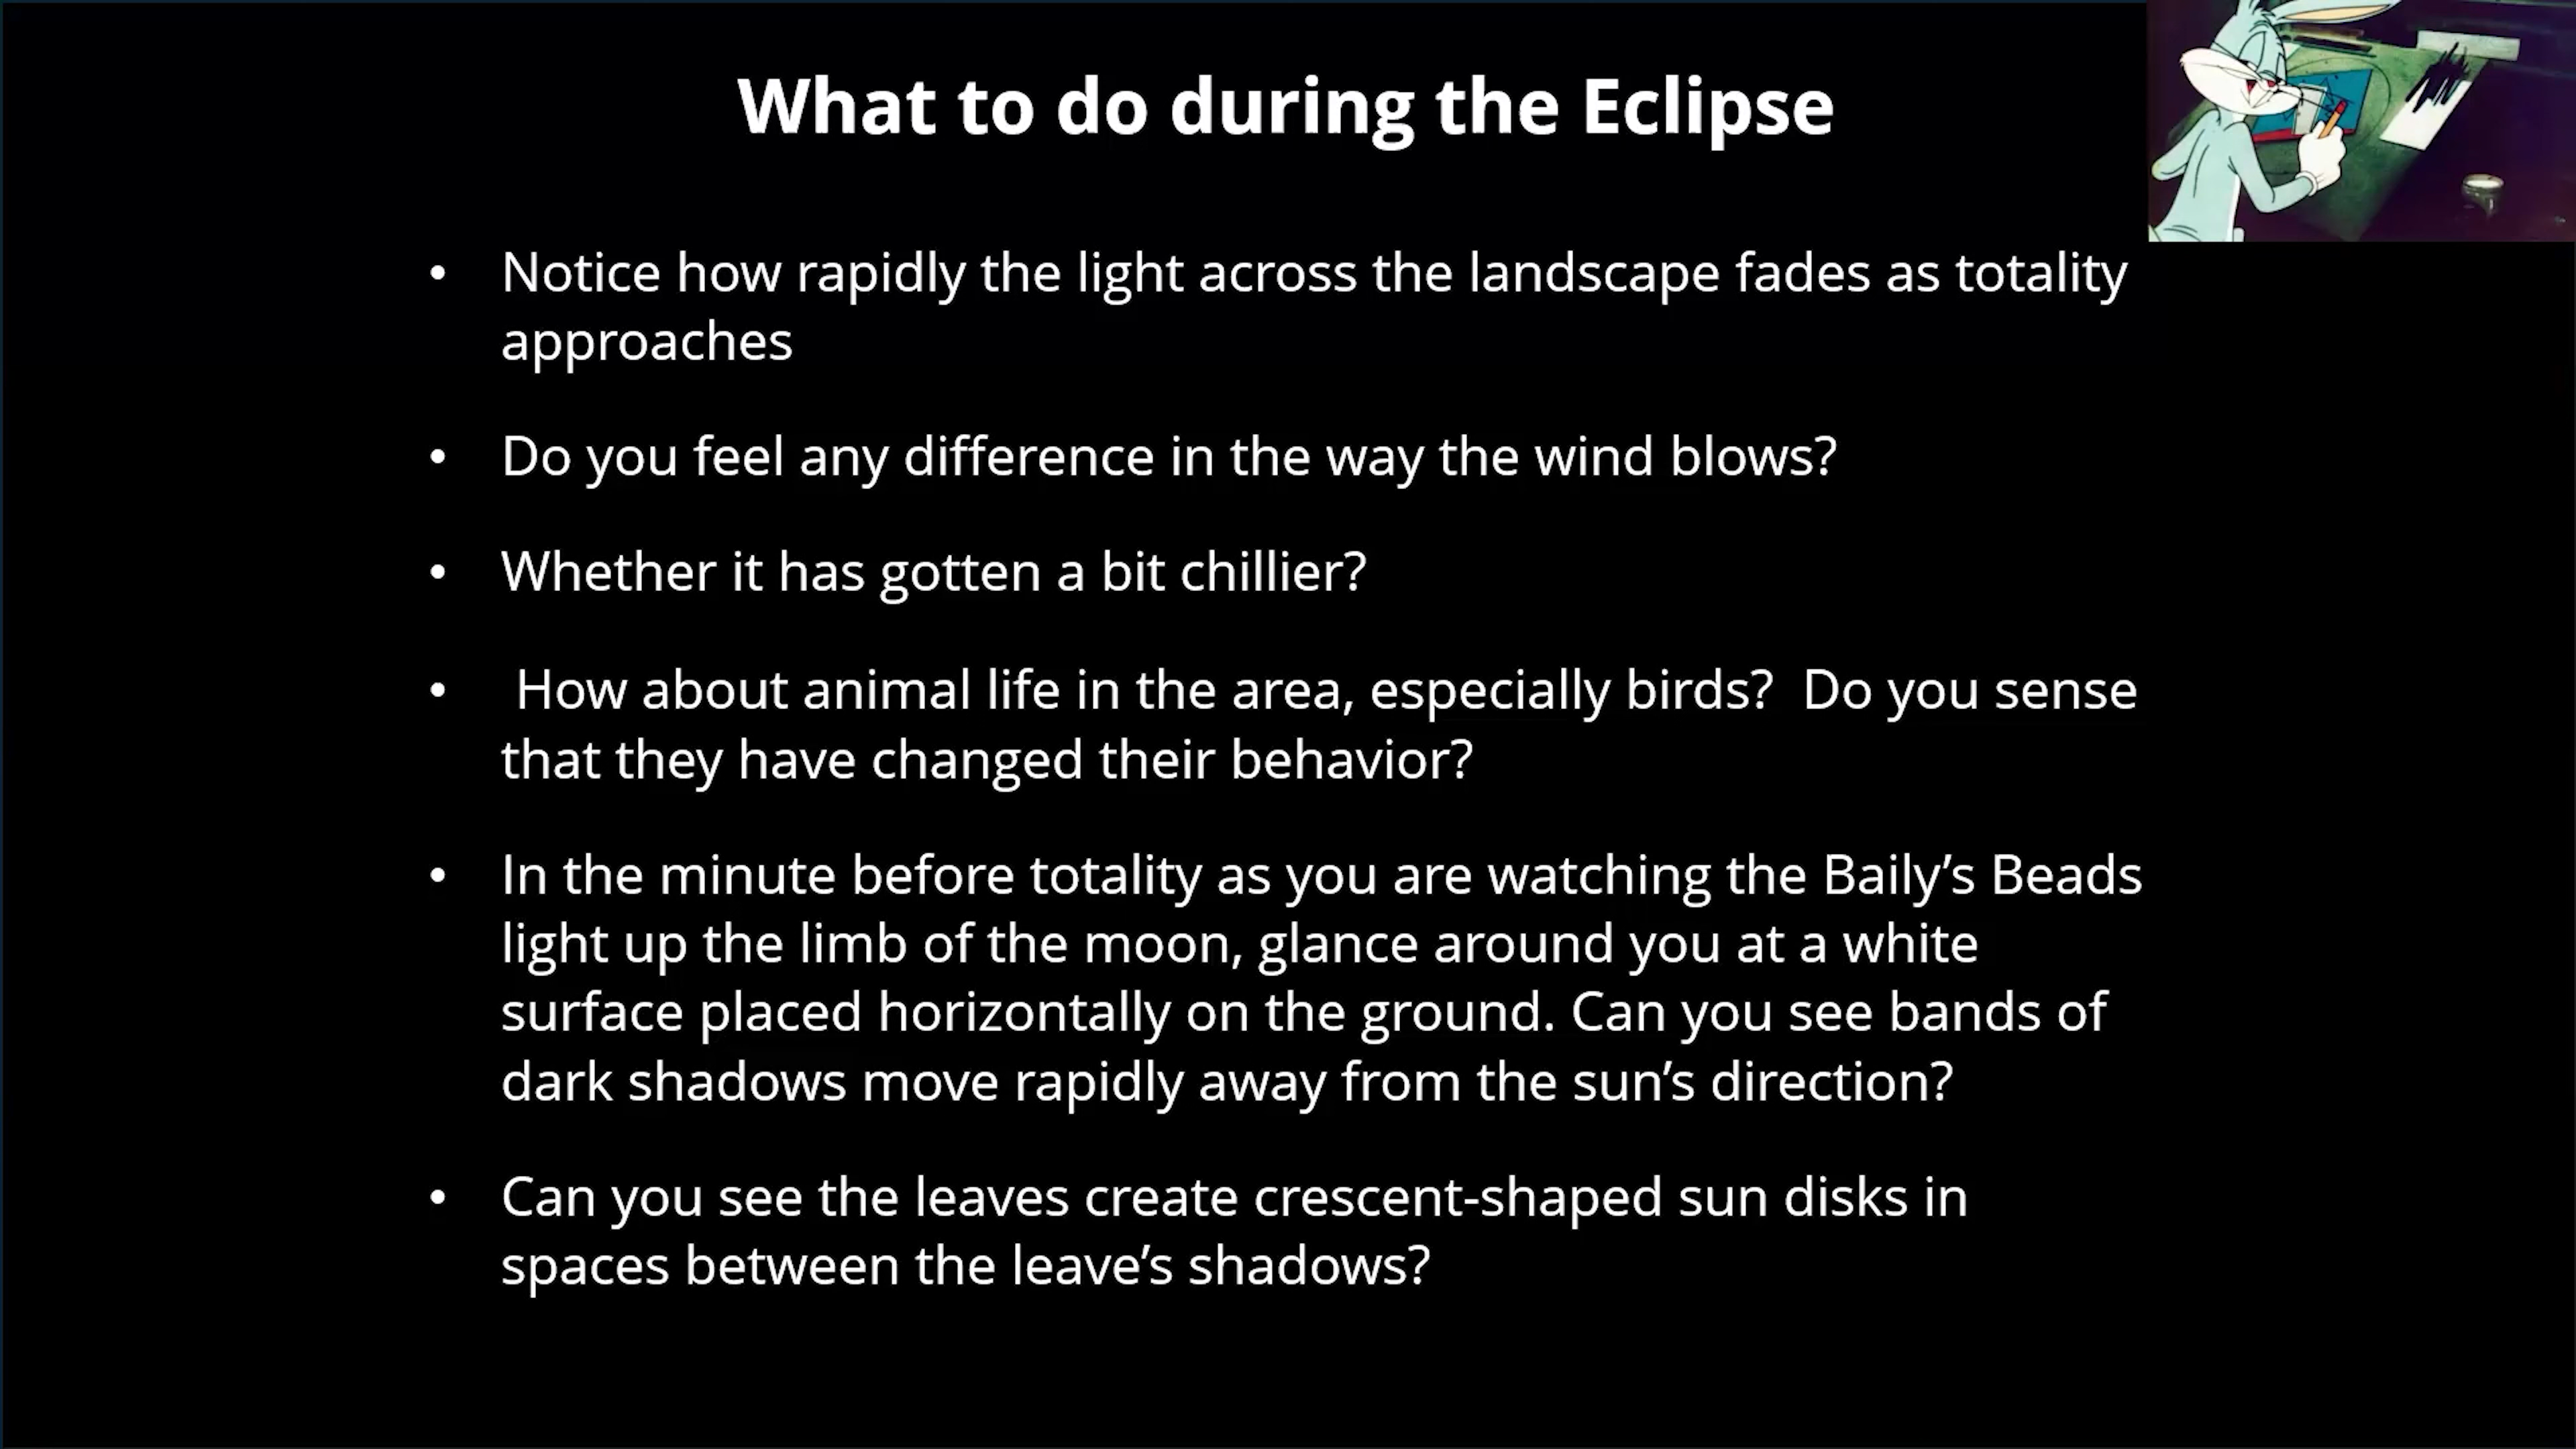 What to do during the Eclipse
• Notice how rapidly the light across the landscape fades as totality
approaches
• Do you feel any difference in the way the wind blows?
• Whether it has gotten a bit chillier?
• How about animal life in the area, especially birds?  Do you sense
that they have changed their behavior?
• In the minute before totality as you are watching the Baily’s Beads
light up the limb of the moon, glance around you at a white
surface placed horizontally on the ground. Can you see bands of
dark shadows move rapidly away from the sun’s direction?
• Can you see the leaves create crescent-shaped sun disks in
spaces between the leave’s shadows?